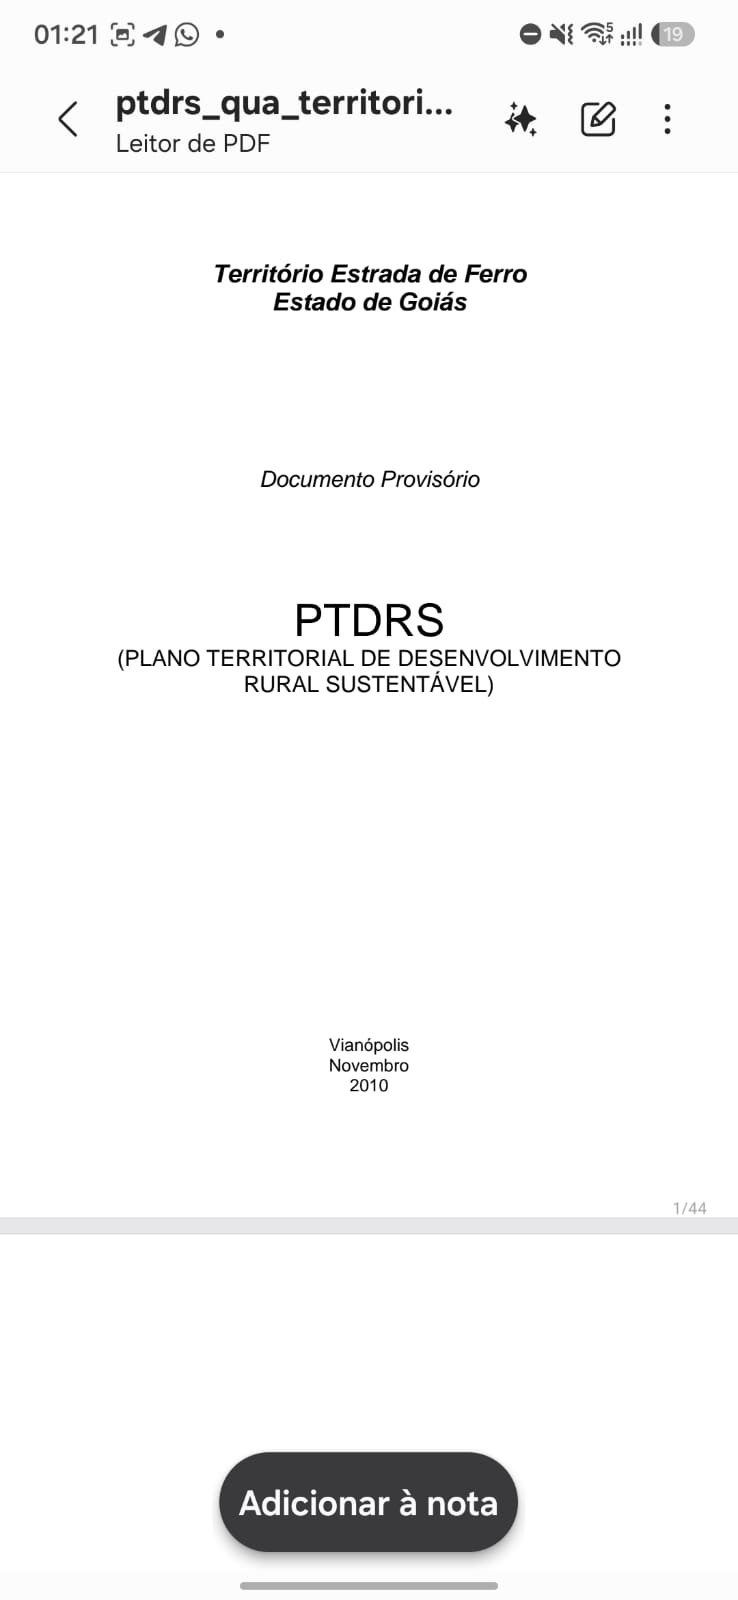 01:21
19
ptdrs_qua_territori...
Leitor de PDF
Território Estrada de Ferro
Estado de Goiás
Documento Provisório
PTDRS
(PLANO TERRITORIAL DE DESENVOLVIMENTO
RURAL SUSTENTÁVEL)
Vianópolis
Novembro
2010
1/44
Adicionar à nota